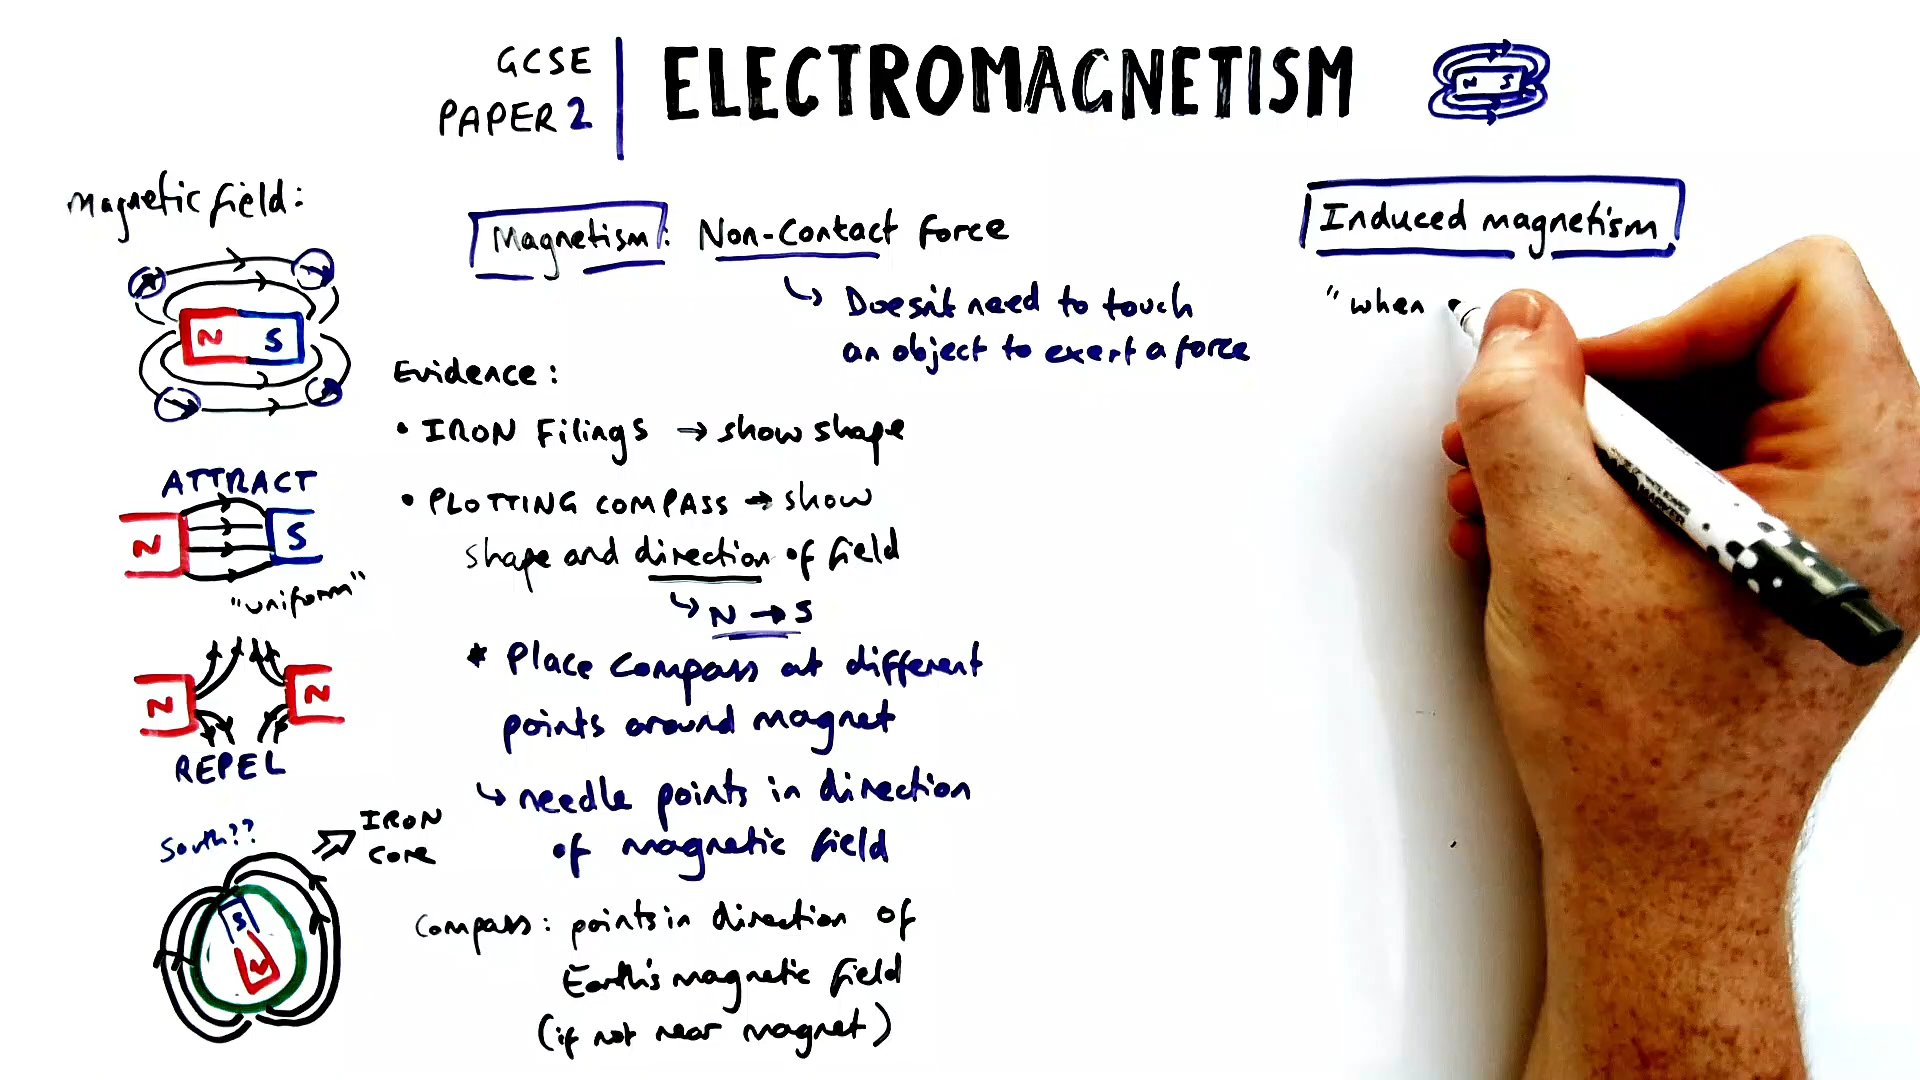 GCSE
PAPER 2
ELECTROMAGNETISM
N S
Magnetic field:
N S
ATTRACT
N S
"uniform"
N N
REPEL
South??
IRON
Core
S
N
Magnetism: Non-Contact force
Doesn't need to touch
an object to exert a force
Evidence:
• IRON Filings → show shape
• PLOTTING COMPASS → show
shape and direction of field
N → S
* Place compass at different
points around magnet
needle points in direction
of magnetic field
Compass: points in direction of
Earth's magnetic field
(if not near magnet)
Induced magnetism
"when